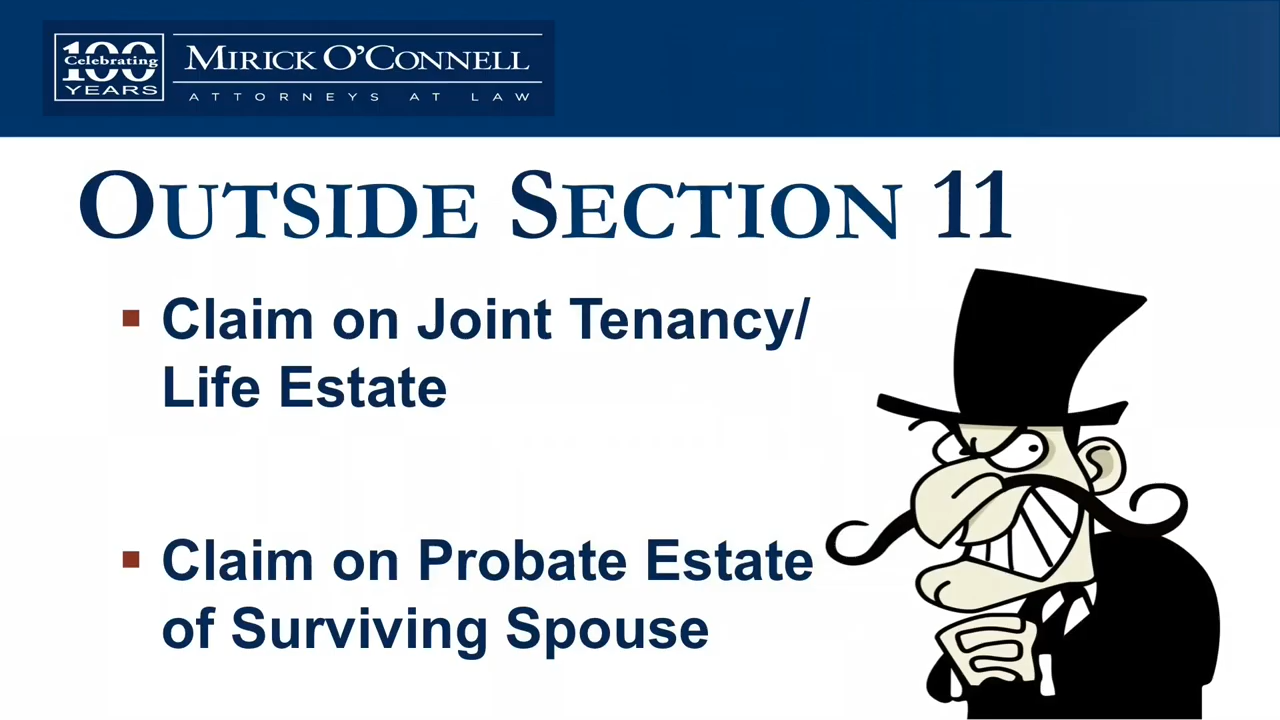 100
Celebrating
YEARS
MIRICK O'CONNELL
ATTORNEYS AT LAW
OUTSIDE SECTION 11
▪ Claim on Joint Tenancy/
Life Estate
▪ Claim on Probate Estate
of Surviving Spouse